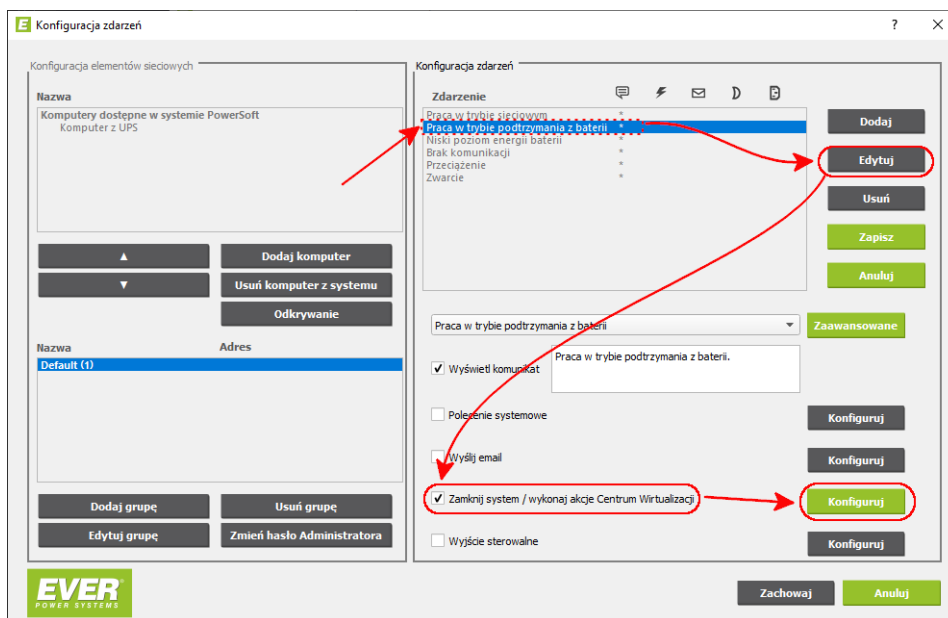 Konfiguracja zdarzeń
Konfiguracja elementów sieciowych
Nazwa
Komputery dostępne w systemie PowerSoft
Komputer z UPS
Dodaj komputer
Usuń komputer z systemu
Odkrywanie
Nazwa Adres
Default (1)
Dodaj grupę
Usuń grupę
Edytuj grupę
Zmień hasło Administratora
Konfiguracja zdarzeń
Zdarzenie
Praca w trybie sieciowym *
Praca w trybie podtrzymania z baterii *
Niski poziom energii baterii *
Brak komunikacji *
Przeciążenie *
Zwarcie *
Dodaj
Edytuj
Usuń
Zapisz
Anuluj
Praca w trybie podtrzymania z baterii
Zaawansowane
Wyświetl komunikat
Praca w trybie podtrzymania z baterii.
Polecenie systemowe
Konfiguruj
Wyślij email
Konfiguruj
Zamknij system / wykonaj akcje Centrum Wirtualizacji
Konfiguruj
Wyjście sterowalne
Konfiguruj
EVER
POWER SYSTEMS
Zachowaj
Anuluj